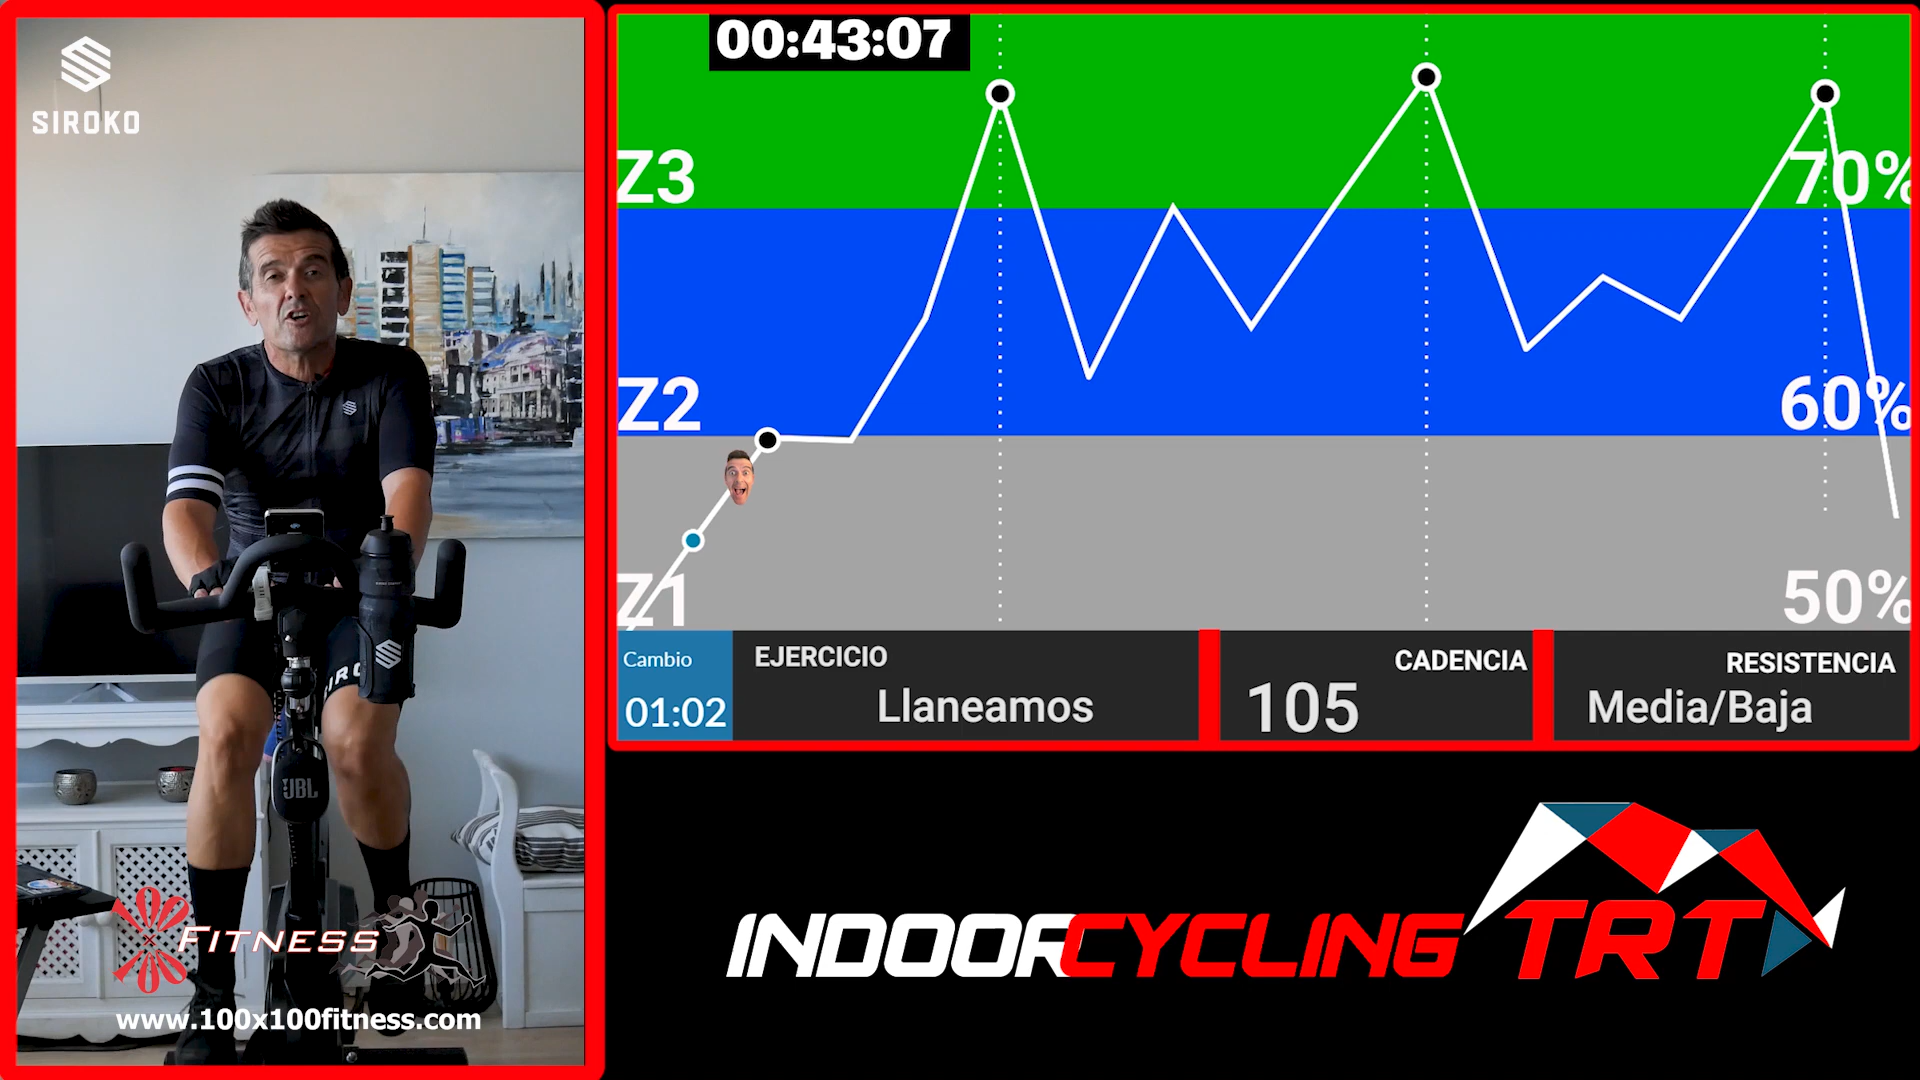 SIROKO
SIRO
JBL
FITNESS
www.100x100fitness.com
00:43:07
Z3
70%
Z2
60%
Z1
50%
Cambio
01:02
EJERCICIO
Llaneamos
CADENCIA
105
RESISTENCIA
Media/Baja
INDOORCYCLING TRT